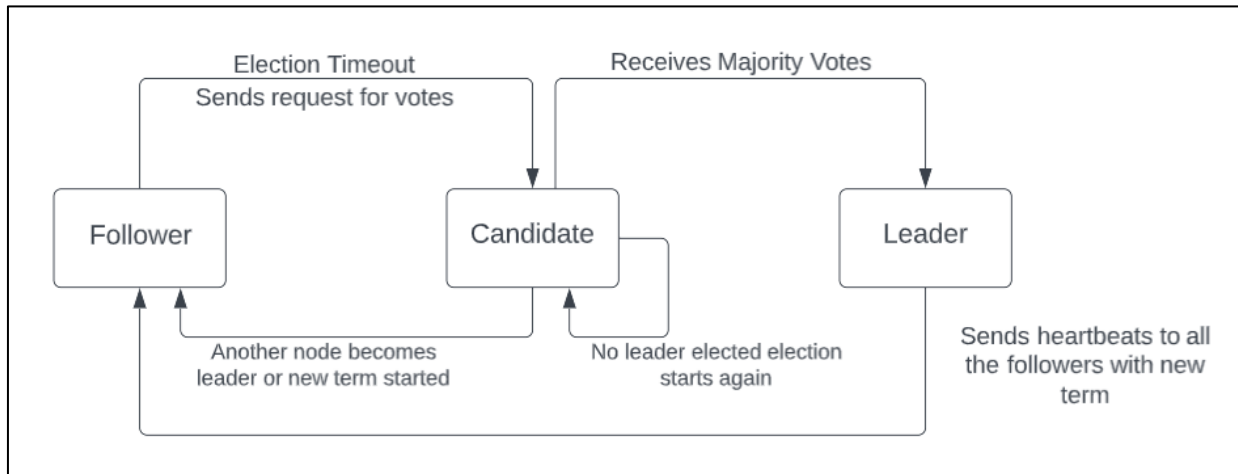 Election Timeout
Sends request for votes
Receives Majority Votes
Follower
Candidate
Leader
Another node becomes
leader or new term started
No leader elected election
starts again
Sends heartbeats to all
the followers with new
term